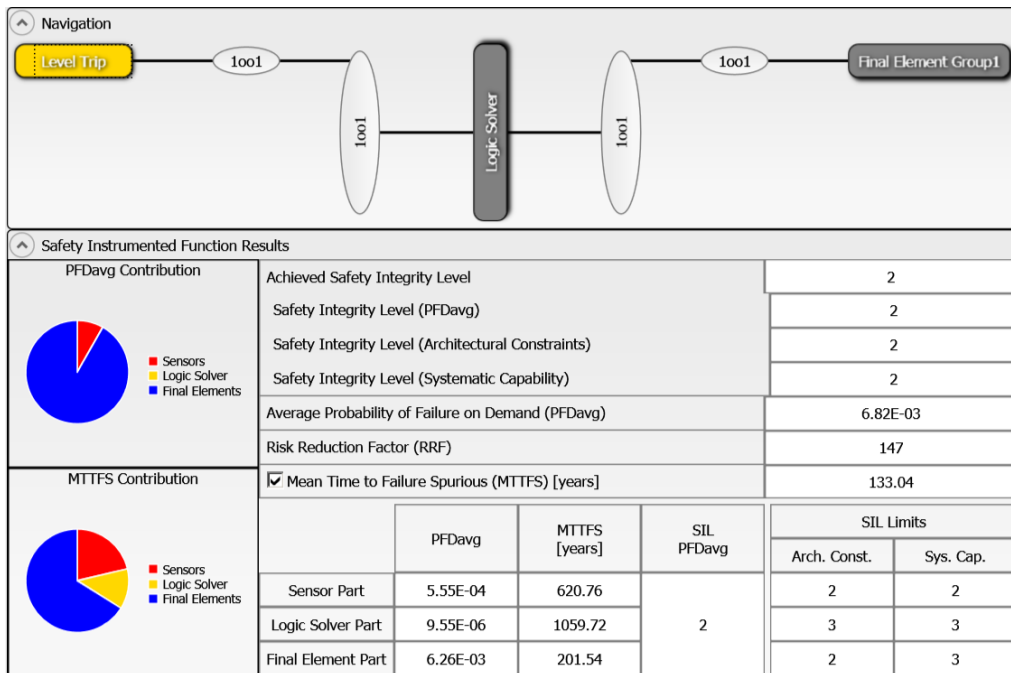 Navigation
Level Trip
1oo1
1oo1
Logic Solver
1oo1
1oo1
Final Element Group1
Safety Instrumented Function Results
PFDavg Contribution
Sensors
Logic Solver
Final Elements
MTTFS Contribution
Sensors
Logic Solver
Final Elements
Achieved Safety Integrity Level 2
Safety Integrity Level (PFDavg) 2
Safety Integrity Level (Architectural Constraints) 2
Safety Integrity Level (Systematic Capability) 2
Average Probability of Failure on Demand (PFDavg) 6.82E-03
Risk Reduction Factor (RRF) 147
Mean Time to Failure Spurious (MTTFS) [years] 133.04
PFDavg MTTFS [years] SIL PFDavg SIL Limits
Arch. Const. Sys. Cap.
Sensor Part 5.55E-04 620.76 2 2
Logic Solver Part 9.55E-06 1059.72 2 3 3
Final Element Part 6.26E-03 201.54 2 3